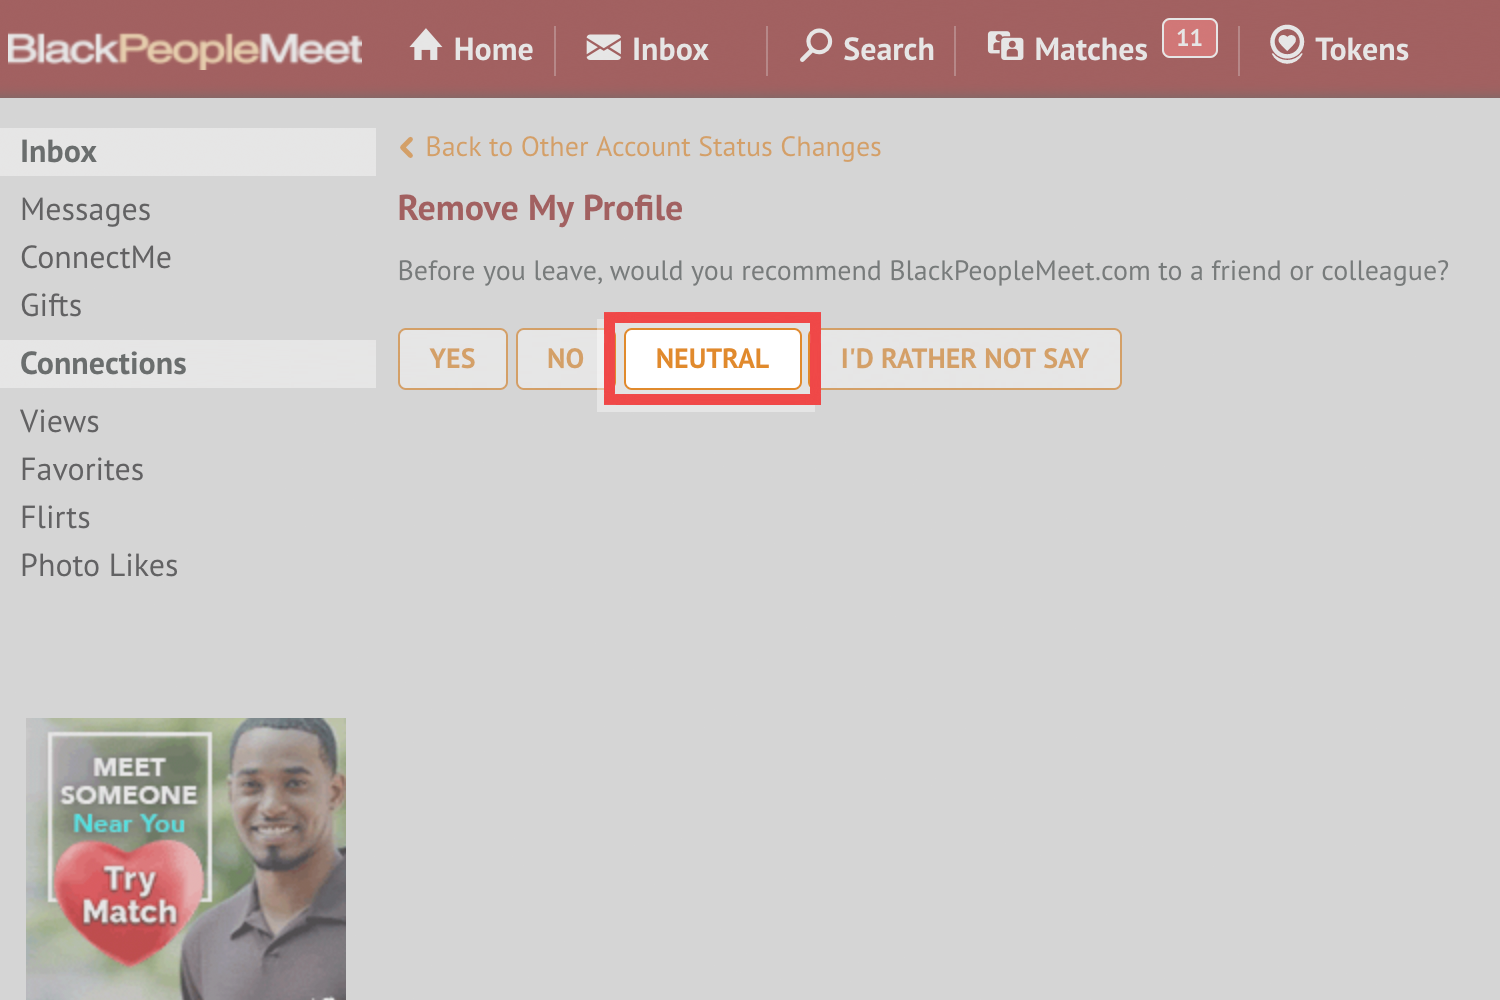 BlackPeopleMeet
Home
Inbox
Search
Matches
11
Tokens
Inbox
Messages
ConnectMe
Gifts
Connections
Views
Favorites
Flirts
Photo Likes
Back to Other Account Status Changes
Remove My Profile
Before you leave, would you recommend BlackPeopleMeet.com to a friend or colleague?
YES
NO
NEUTRAL
I'D RATHER NOT SAY
MEET
SOMEONE
Near You
Try
Match